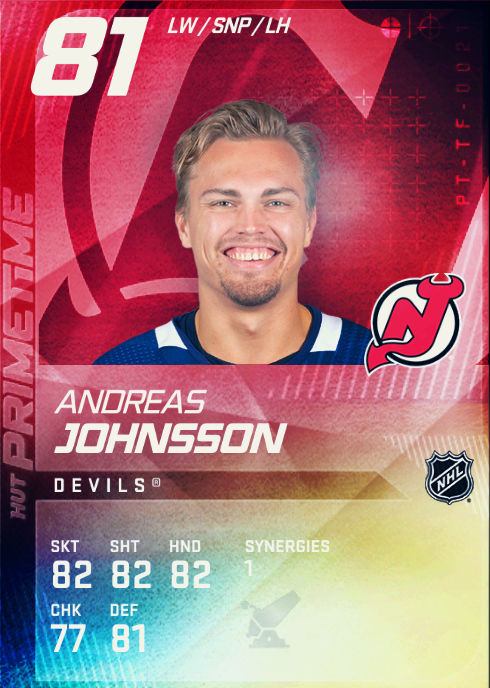 81
LW / SNP / LH
PT-TF-0021
HUT PRIMETIME
ANDREAS
JOHNSSON
DEVILS®
NHL
SKT SHT HND SYNERGIES
82 82 82 1
CHK DEF
77 81